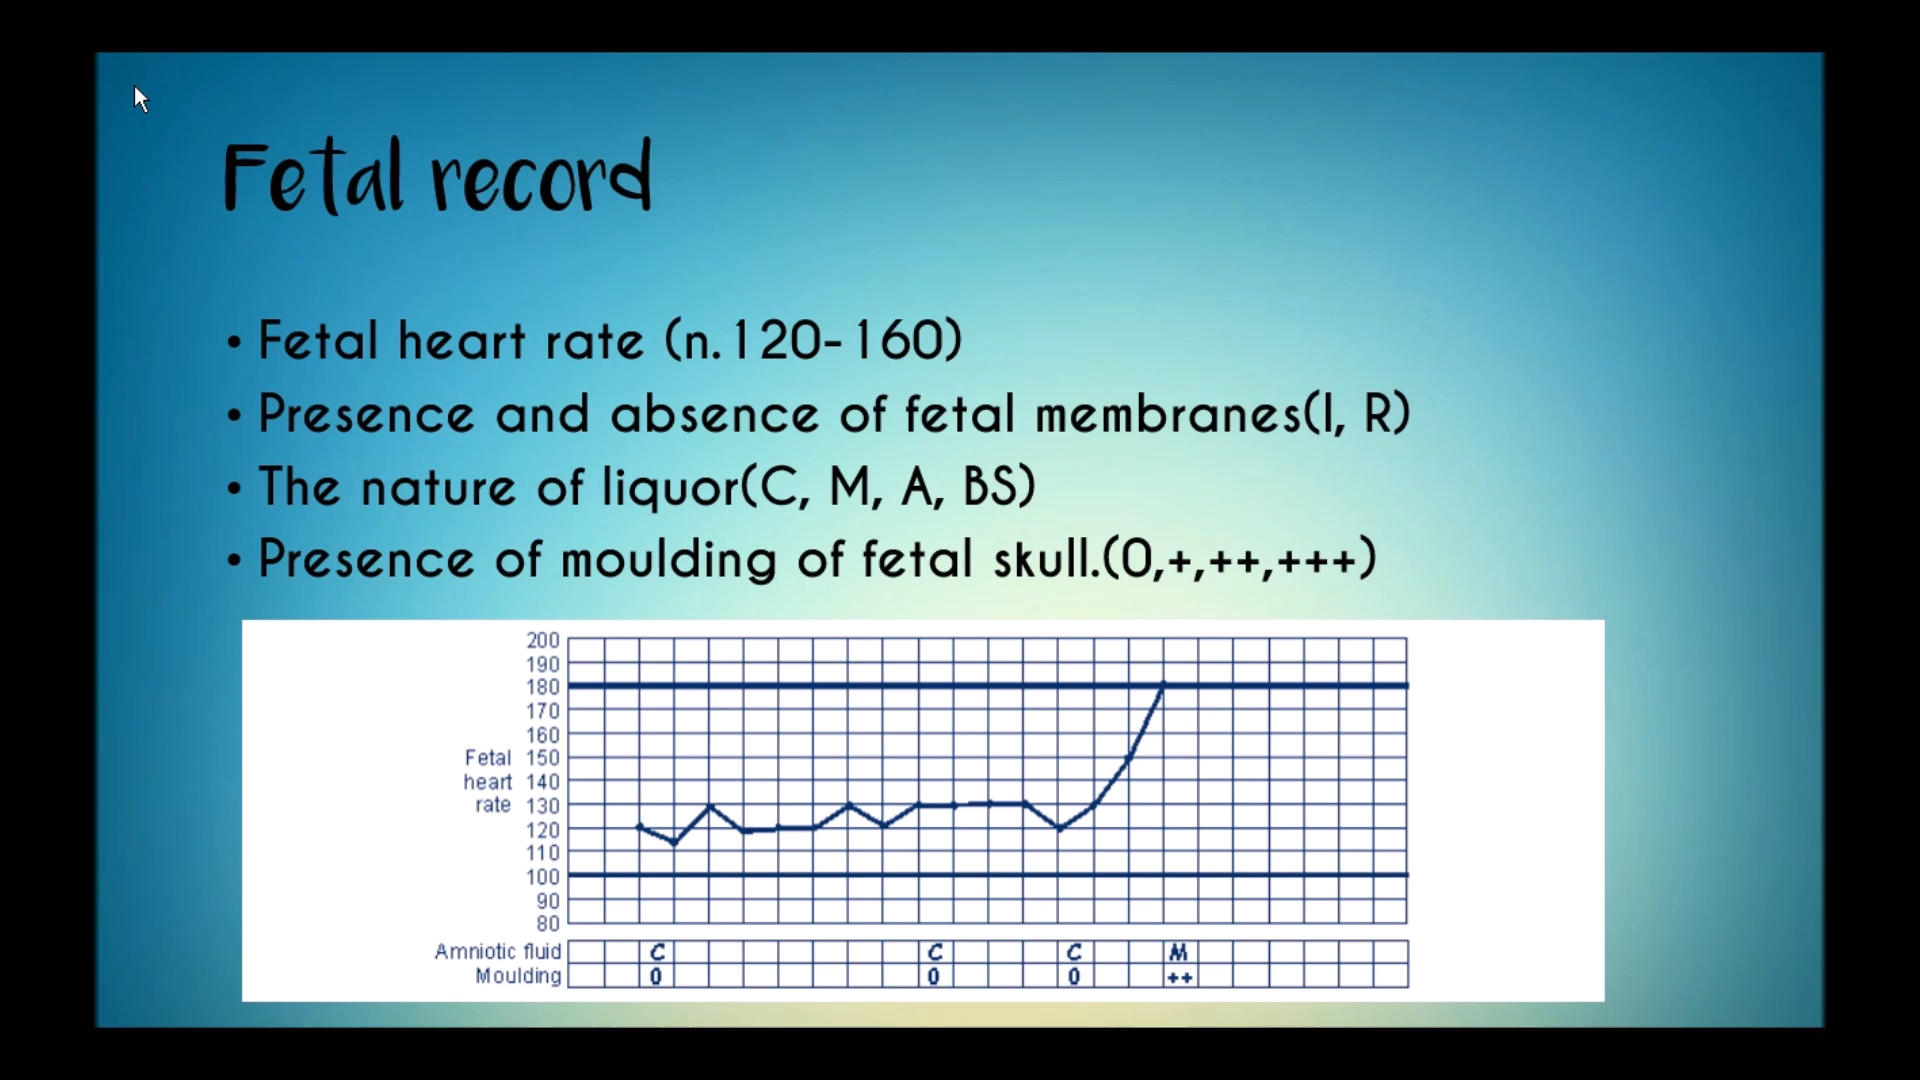 Fetal record
• Fetal heart rate (n.120-160)
• Presence and absence of fetal membranes(I, R)
• The nature of liquor(C, M, A, BS)
• Presence of moulding of fetal skull.(0,+,++,+++)
200
190
180
170
160
Fetal 150
heart 140
rate 130
120
110
100
90
80
Amniotic fluid C C C M
Moulding 0 0 0 ++